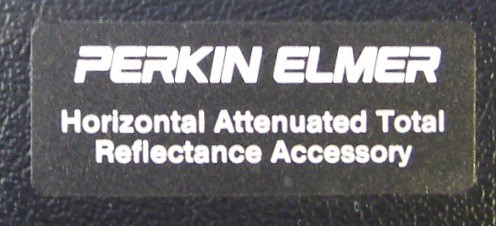 PERKIN ELMER
Horizontal Attenuated Total
Reflectance Accessory